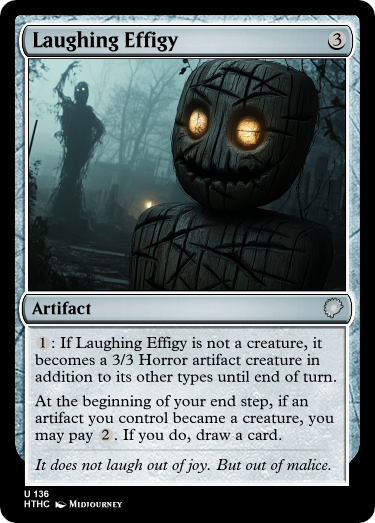 Laughing Effigy 3
Artifact
1: If Laughing Effigy is not a creature, it
becomes a 3/3 Horror artifact creature in
addition to its other types until end of turn.
At the beginning of your end step, if an
artifact you control became a creature, you
may pay 2. If you do, draw a card.
It does not laugh out of joy. But out of malice.
U 136
HTHC Midjourney